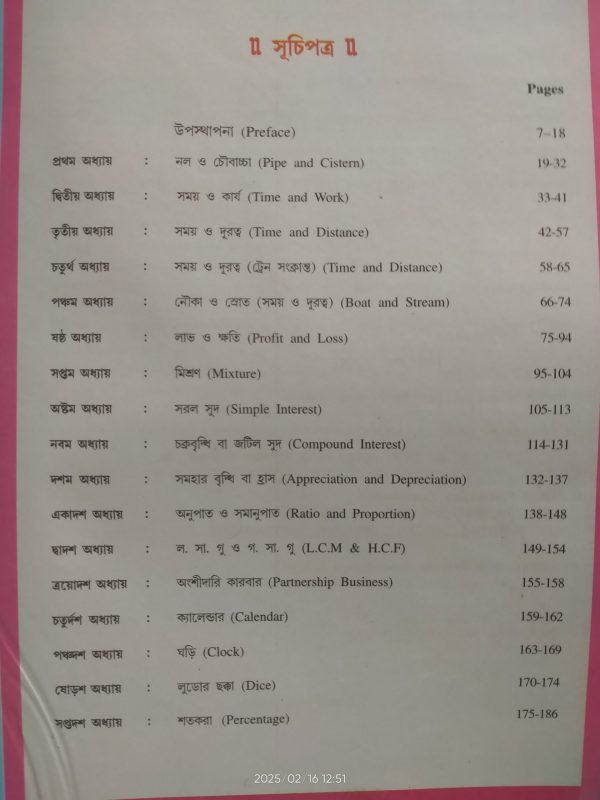 ॥ সূচিপত্র ॥
Pages
উপস্থাপনা (Preface) 7–18
প্রথম অধ্যায় : নল ও চৌবাচ্চা (Pipe and Cistern) 19-32
দ্বিতীয় অধ্যায় : সময় ও কার্য (Time and Work) 33-41
তৃতীয় অধ্যায় : সময় ও দূরত্ব (Time and Distance) 42-57
চতুর্থ অধ্যায় : সময় ও দূরত্ব (ট্রেন সংক্রান্ত) (Time and Distance) 58-65
পঞ্চম অধ্যায় : নৌকা ও স্রোত (সময় ও দূরত্ব) (Boat and Stream) 66-74
ষষ্ঠ অধ্যায় : লাভ ও ক্ষতি (Profit and Loss) 75-94
সপ্তম অধ্যায় : মিশ্রণ (Mixture) 95-104
অষ্টম অধ্যায় : সরল সুদ (Simple Interest) 105-113
নবম অধ্যায় : চক্রবৃদ্ধি বা জটিল সুদ (Compound Interest) 114-131
দশম অধ্যায় : সমহার বৃদ্ধি বা হ্রাস (Appreciation and Depreciation) 132-137
একাদশ অধ্যায় : অনুপাত ও সমানুপাত (Ratio and Proportion) 138-148
দ্বাদশ অধ্যায় : ল. সা. গু ও গ. সা. গু (L.C.M & H.C.F) 149-154
ত্রয়োদশ অধ্যায় : অংশীদারি কারবার (Partnership Business) 155-158
চতুর্দশ অধ্যায় : ক্যালেন্ডার (Calendar) 159-162
পঞ্চদশ অধ্যায় : ঘড়ি (Clock) 163-169
ষোড়শ অধ্যায় : লুডোর ছক্কা (Dice) 170-174
সপ্তদশ অধ্যায় : শতকরা (Percentage) 175-186
2025/02/16 12:51